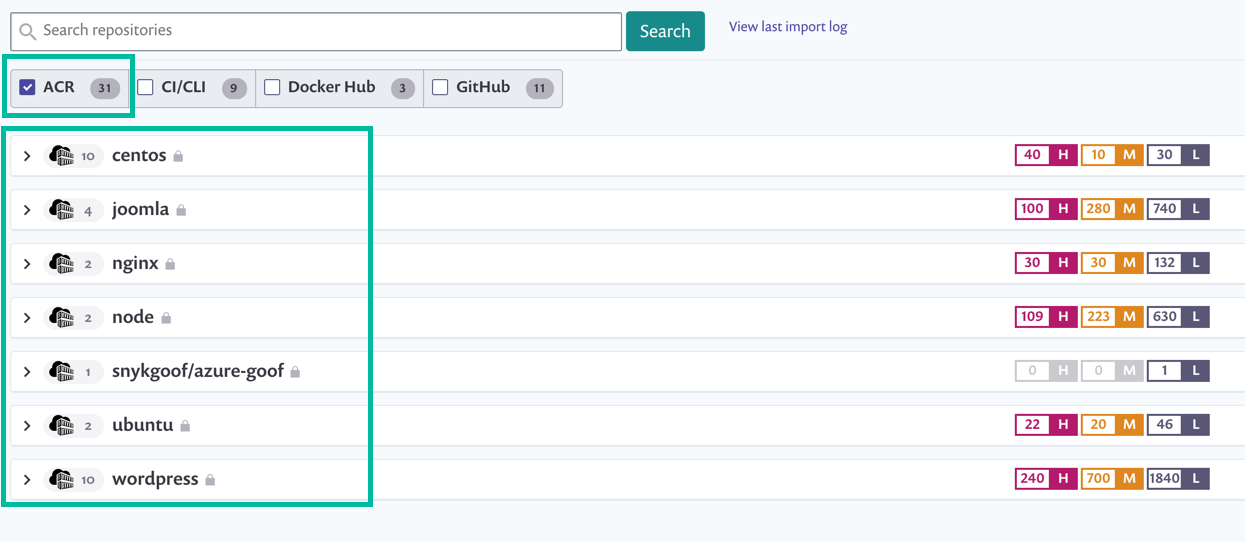 Search repositories Search View last import log
ACR 31 CI/CLI 9 Docker Hub 3 GitHub 11
10 centos 40 H 10 M 30 L
4 joomla 100 H 280 M 740 L
2 nginx 30 H 30 M 132 L
2 node 109 H 223 M 630 L
1 snykgoof/azure-goof 0 H 0 M 1 L
2 ubuntu 22 H 20 M 46 L
10 wordpress 240 H 700 M 1840 L